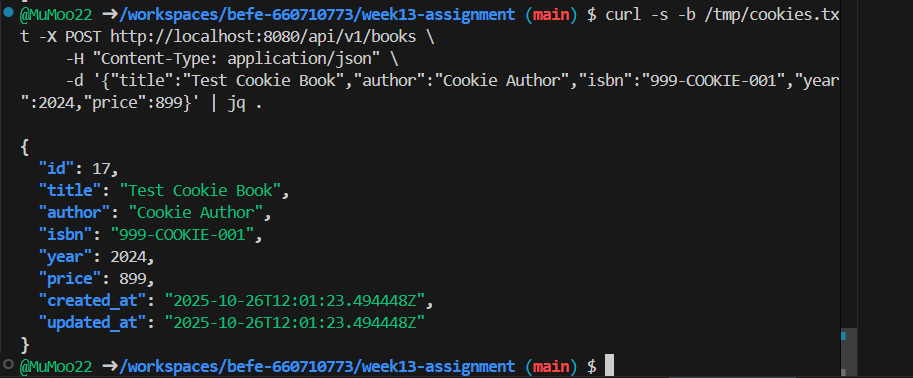 @MuMoo22 ➜/workspaces/befe-660710773/week13-assignment (main) $ curl -s -b /tmp/cookies.tx
t -X POST http://localhost:8080/api/v1/books \
     -H "Content-Type: application/json" \
     -d '{"title":"Test Cookie Book","author":"Cookie Author","isbn":"999-COOKIE-001","year
":2024,"price":899}' | jq .
{
  "id": 17,
  "title": "Test Cookie Book",
  "author": "Cookie Author",
  "isbn": "999-COOKIE-001",
  "year": 2024,
  "price": 899,
  "created_at": "2025-10-26T12:01:23.494448Z",
  "updated_at": "2025-10-26T12:01:23.494448Z"
}
@MuMoo22 ➜/workspaces/befe-660710773/week13-assignment (main) $